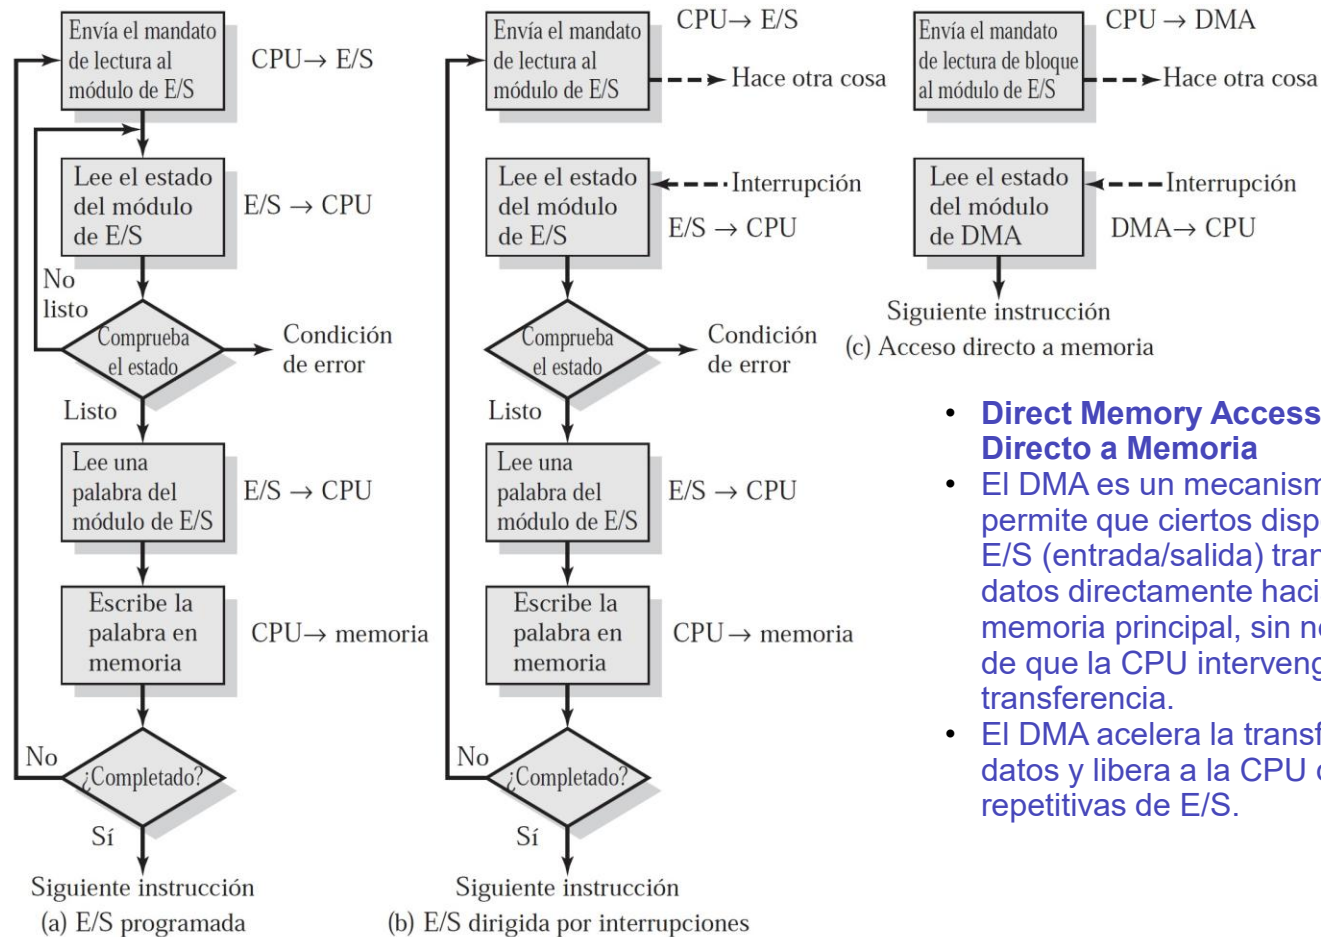 Envía el mandato
de lectura al
módulo de E/S
CPU→ E/S
Lee el estado
del módulo
de E/S
E/S → CPU
No
listo
Comprueba
el estado
Condición
de error
Listo
Lee una
palabra del
módulo de E/S
E/S → CPU
Escribe la
palabra en
memoria
CPU→ memoria
No
¿Completado?
Sí
Siguiente instrucción
(a) E/S programada
Envía el mandato
de lectura al
módulo de E/S
CPU→ E/S
Hace otra cosa
Lee el estado
del módulo
de E/S
Interrupción
E/S → CPU
Comprueba
el estado
Condición
de error
Listo
Lee una
palabra del
módulo de E/S
E/S → CPU
Escribe la
palabra en
memoria
CPU→ memoria
No
¿Completado?
Sí
Siguiente instrucción
(b) E/S dirigida por interrupciones
Envía el mandato
de lectura de bloque
al módulo de E/S
CPU → DMA
Hace otra cosa
Lee el estado
del módulo
de DMA
Interrupción
DMA→ CPU
Siguiente instrucción
(c) Acceso directo a memoria
• Direct Memory Access
Directo a Memoria
• El DMA es un
permite que ciertos
E/S (entrada/salida)
datos directamente
memoria principal, sin
de que la CPU
transferencia.
• El DMA acelera la
datos y libera a la CPU
repetitivas de E/S.